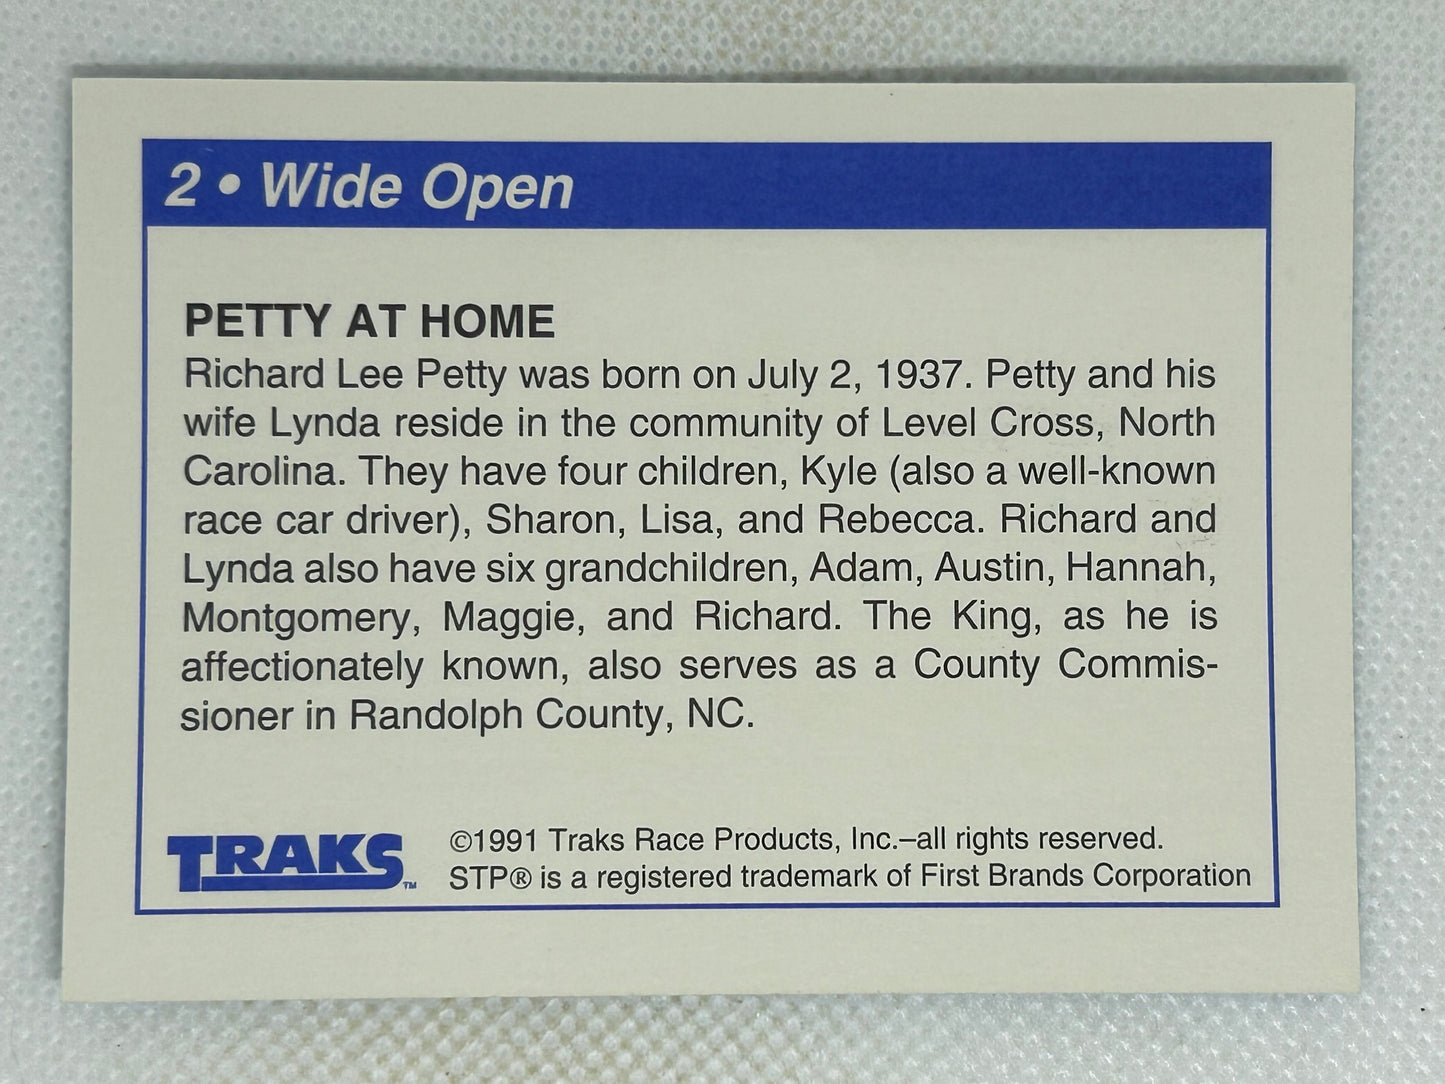 2 • Wide Open
PETTY AT HOME
Richard Lee Petty was born on July 2, 1937. Petty and his
wife Lynda reside in the community of Level Cross, North
Carolina. They have four children, Kyle (also a well-known
race car driver), Sharon, Lisa, and Rebecca. Richard and
Lynda also have six grandchildren, Adam, Austin, Hannah,
Montgomery, Maggie, and Richard. The King, as he is
affectionately known, also serves as a County Commis-
sioner in Randolph County, NC.
TRAKS™
©1991 Traks Race Products, Inc.–all rights reserved.
STP® is a registered trademark of First Brands Corporation